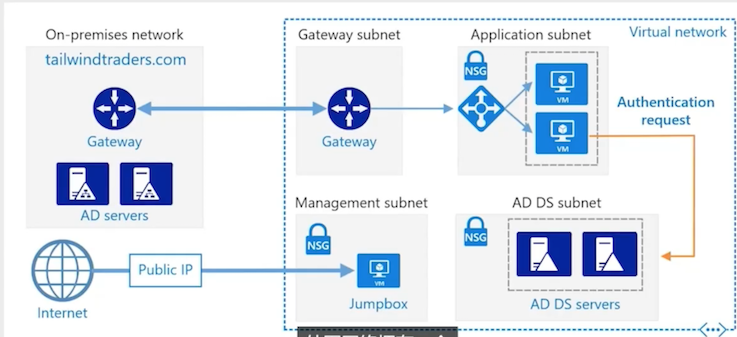 On-premises network
tailwindtraders.com
Gateway
AD servers
Gateway subnet
Gateway
Application subnet
NSG
VM
VM
Virtual network
Authentication
request
Management subnet
NSG
VM
Jumpbox
AD DS subnet
NSG
AD DS servers
Internet
Public IP